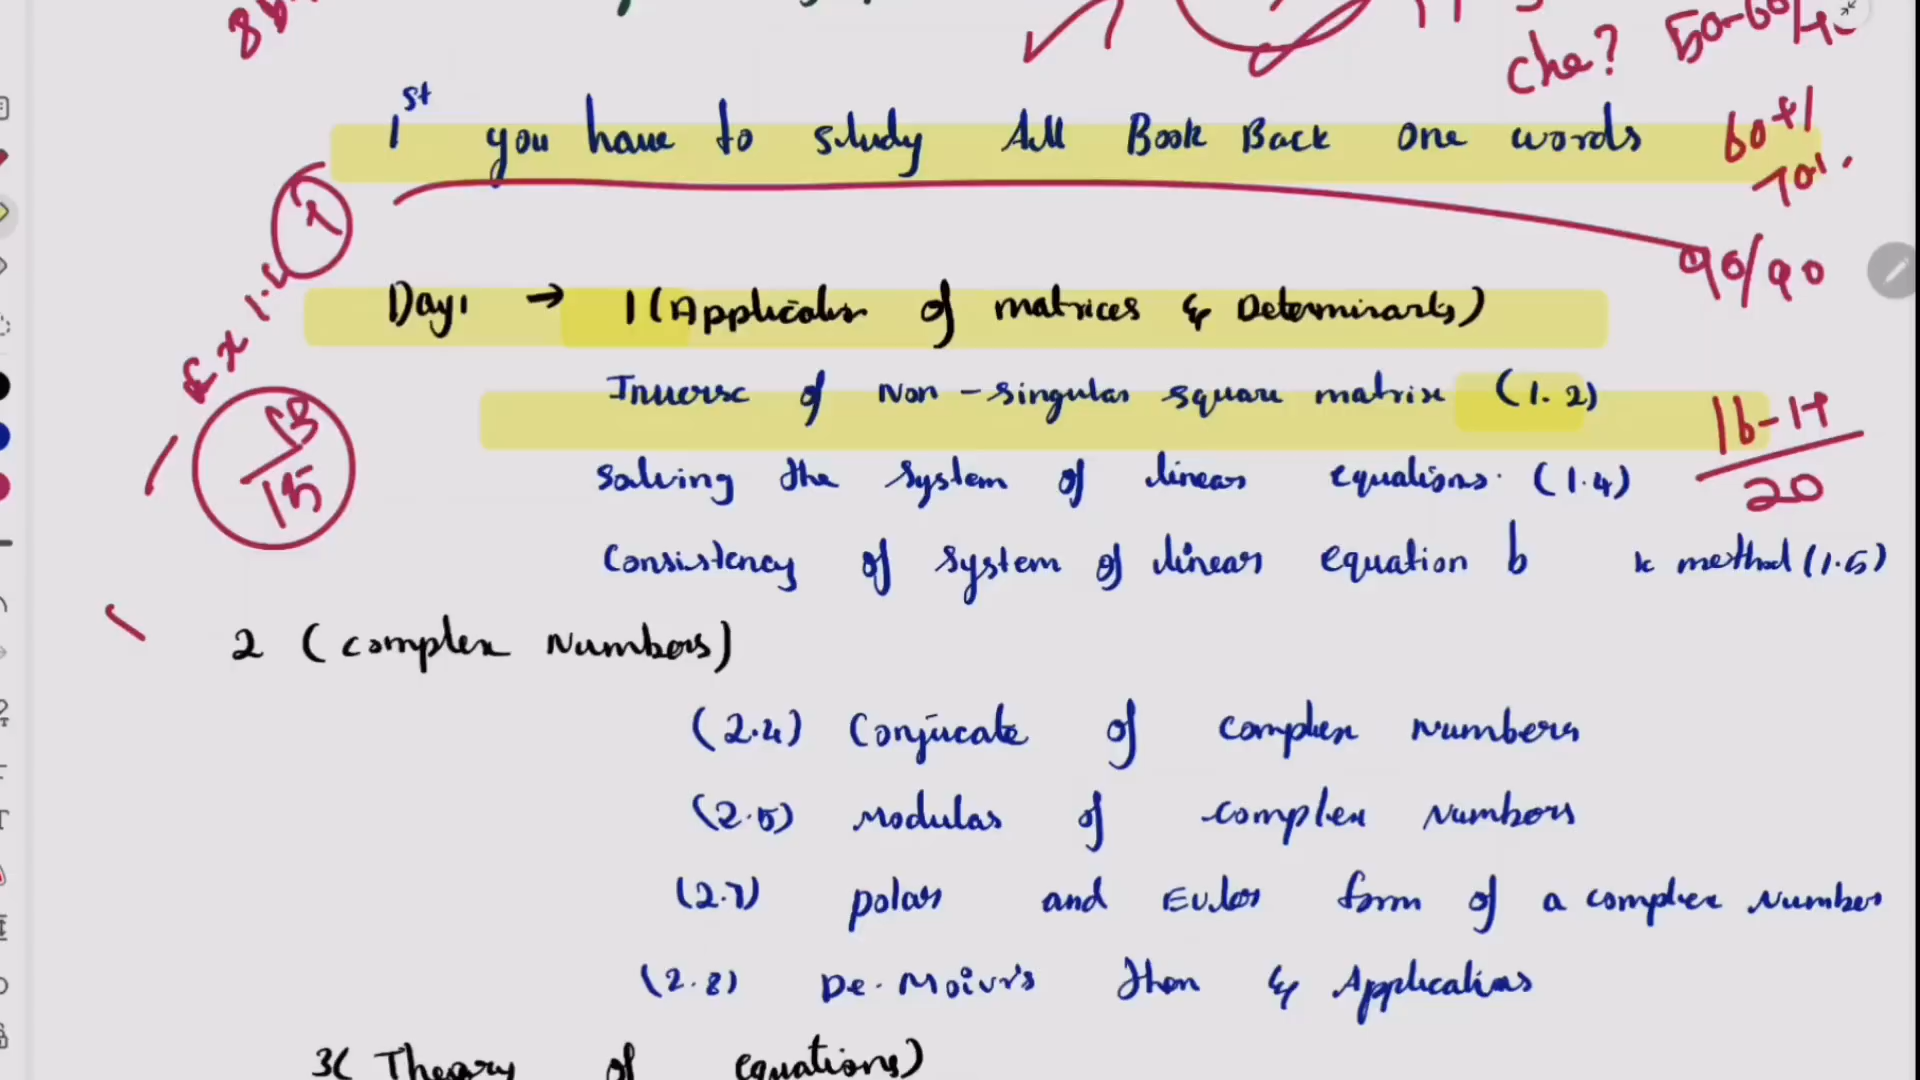 che? 50-60/
1st you have to study All Book Back one words 60+1
70%
90/90
Day1 → 1 (Application of matrices & Determinants)
Ex 1.
Inverse of Non-singular square matrix (1.2)
16-17/20
13/15
solving the system of linear equations. (1.4)
Consistency of system of linear equation b k method (1.5)
2 (complex Numbers)
(2.4) Conjucate of complex numbers
(2.5) Modulas of complex Numbers
(2.7) polar and Euler form of a complex Number
(2.8) De. Moivr's thm & Applications
3( Theory of equations)